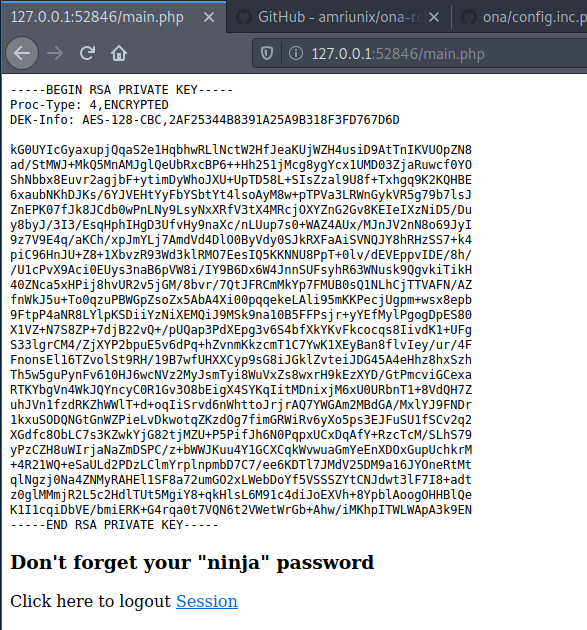 127.0.0.1:52846/main.php
GitHub - amriunix/ona-rc
ona/config.inc.p
127.0.0.1:52846/main.php
-----BEGIN RSA PRIVATE KEY-----
Proc-Type: 4,ENCRYPTED
DEK-Info: AES-128-CBC,2AF25344B8391A25A9B318F3FD767D6D

kG0UYIcGyaxupjQqaS2e1HqbhwRLlNctW2HfJeaKUjWZH4usiD9AtTnIKVUOpZN8
ad/StMWJ+MkQ5MnAMJglQeUbRxcBP6++Hh251jMcg8ygYcx1UMD03ZjaRuwcf0YO
ShNbbx8Euvr2agjbF+ytimDyWhoJXU+UpTD58L+SIsZzal9U8f+Txhgq9K2KQHBE
6xaubNKhDJKs/6YJVEHtYyFbYSbtYt4lsoAyM8w+pTPVa3LRWnGykVR5g79b7lsJ
ZnEPK07fJk8JCdb0wPnLNy9LsyNxXRfV3tX4MRcjOXYZnG2Gv8KEIeIXzNiD5/Du
y8byJ/3I3/EsqHphIHgD3UfvHy9naXc/nLUup7s0+WAZ4AUx/MJnJV2nN8o69JyI
9z7V9E4q/aKCh/xpJmYLj7AmdVd4DlO0ByVdy0SJkRXFaAiSVNQJY8hRHzSS7+k4
piC96HnJU+Z8+1XbvzR93Wd3klRMO7EesIQ5KKNNU8PpT+0lv/dEVEppvIDE/8h/
/U1cPvX9Aci0EUys3naB6pVW8i/IY9B6Dx6W4JnnSUFsyhR63WNusk9QgvkiTikH
40ZNca5xHPij8hvUR2v5jGM/8bvr/7QtJFRCmMkYp7FMUB0sQ1NLhCjTTVAFN/AZ
fnWkJ5u+To0qzuPBWGpZsoZx5AbA4Xi00pqqekeLAli95mKKPecjUgpm+wsx8epb
9FtpP4aNR8LYlpKSDiiYzNiXEMQiJ9MSk9na10B5FFPsjr+yYEfMylPgogDpES80
X1VZ+N7S8ZP+7djB22vQ+/pUQap3PdXEpg3v6S4bfXkYKvFkcocqs8IivdK1+UFg
S33lgrCM4/ZjXYP2bpuE5v6dPq+hZvnmKkzcmT1C7YwK1XEyBan8flvIey/ur/4F
FnonsEl16TZvolSt9RH/19B7wfUHXXCyp9sG8iJGklZvteiJDG45A4eHhz8hxSzh
Th5w5guPynFv610HJ6wcNVz2MyJsmTyi8WuVxZs8wxrH9kEzXYD/GtPmcviGCexa
RTKYbgVn4WkJQYncyC0R1Gv3O8bEigX4SYKqIitMDnixjM6xU0URbnT1+8VdQH7Z
uhJVn1fzdRKZhWWlT+d+oqIiSrvd6nWhttoJrjrAQ7YWGAm2MBdGA/MxlYJ9FNDr
1kxuSODQNGtGnWZPieLvDkwotqZKzdOg7fimGRWiRv6yXo5ps3EJFuSU1fSCv2q2
XGdfc8ObLC7s3KZwkYjG82tjMZU+P5PifJh6N0PqpxUCxDqAfY+RzcTcM/SLhS79
yPzCZH8uWIrjaNaZmDSPC/z+bWWJKuu4Y1GCXCqkWvwuaGmYeEnXDOxGupUchkrM
+4R21WQ+eSaULd2PDzLClmYrplnpmbD7C7/ee6KDTl7JMdV25DM9a16JYOneRtMt
qlNgzj0Na4ZNMyRAHEl1SF8a72umGO2xLWebDoYf5VSSSZYtCNJdwt3lF7I8+adt
z0glMMmjR2L5c2HdlTUt5MgiY8+qkHlsL6M91c4diJoEXVh+8YpblAoogOHHBlQe
K1I1cqiDbVE/bmiERK+G4rqa0t7VQN6t2VWetWrGb+Ahw/iMKhpITWLWApA3k9EN
-----END RSA PRIVATE KEY-----
Don't forget your "ninja" password
Click here to logout Session